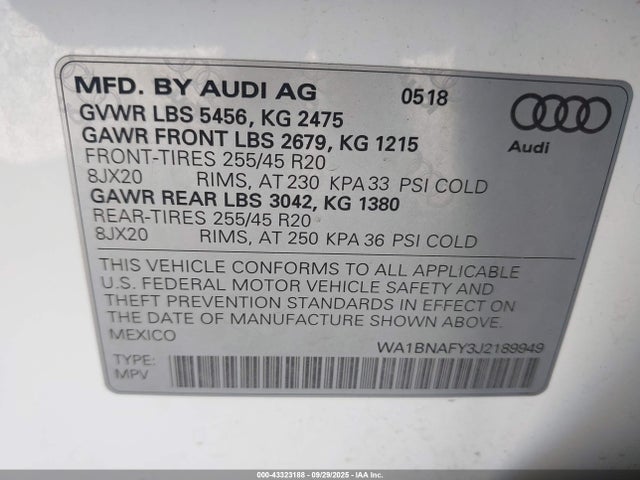 MFD. BY AUDI AG 0518
GVWR LBS 5456, KG 2475
GAWR FRONT LBS 2679, KG 1215
FRONT-TIRES 255/45 R20
8JX20 RIMS, AT 230 KPA 33 PSI COLD
GAWR REAR LBS 3042, KG 1380
REAR-TIRES 255/45 R20
8JX20 RIMS, AT 250 KPA 36 PSI COLD
Audi
THIS VEHICLE CONFORMS TO ALL APPLICABLE
U.S. FEDERAL MOTOR VEHICLE SAFETY AND
THEFT PREVENTION STANDARDS IN EFFECT ON
THE DATE OF MANUFACTURE SHOWN ABOVE.
MEXICO
WA1BNAFY3J2189949
TYPE:
MPV
000-43323188 - 09/29/2025 - IAA Corp.